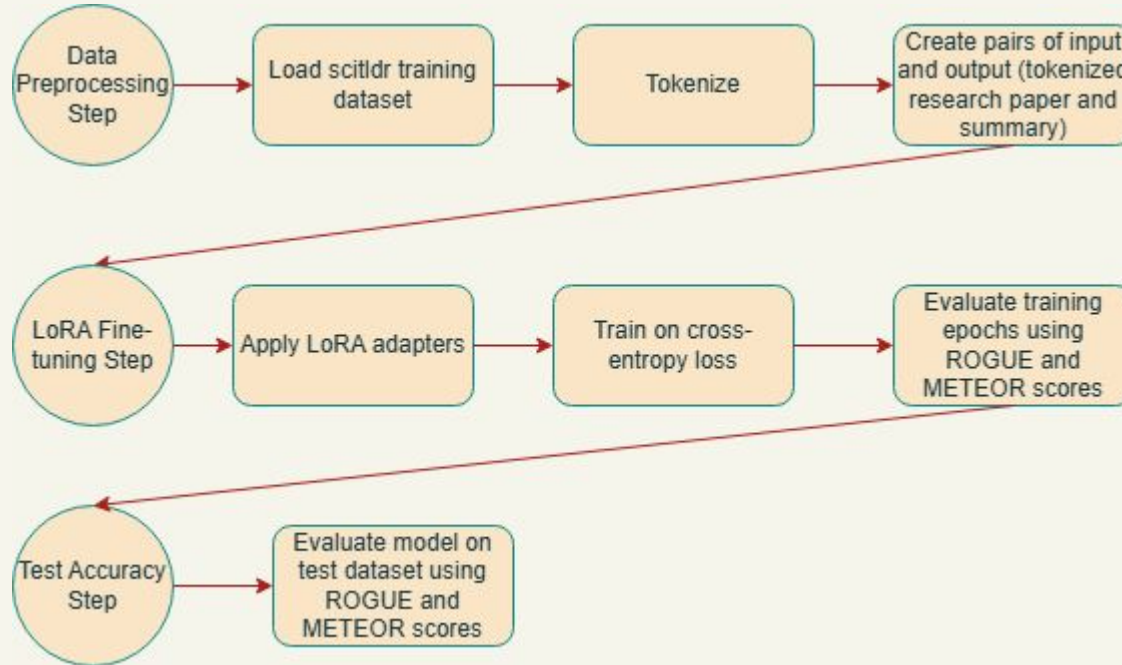 Data
Preprocessing
Step
Load scitldr training
dataset
Tokenize
Create pairs of input
and output (tokenized
research paper and
summary)
LoRA Fine-
tuning Step
Apply LoRA adapters
Train on cross-
entropy loss
Evaluate training
epochs using
ROGUE and
METEOR scores
Test Accuracy
Step
Evaluate model on
test dataset using
ROGUE and
METEOR scores